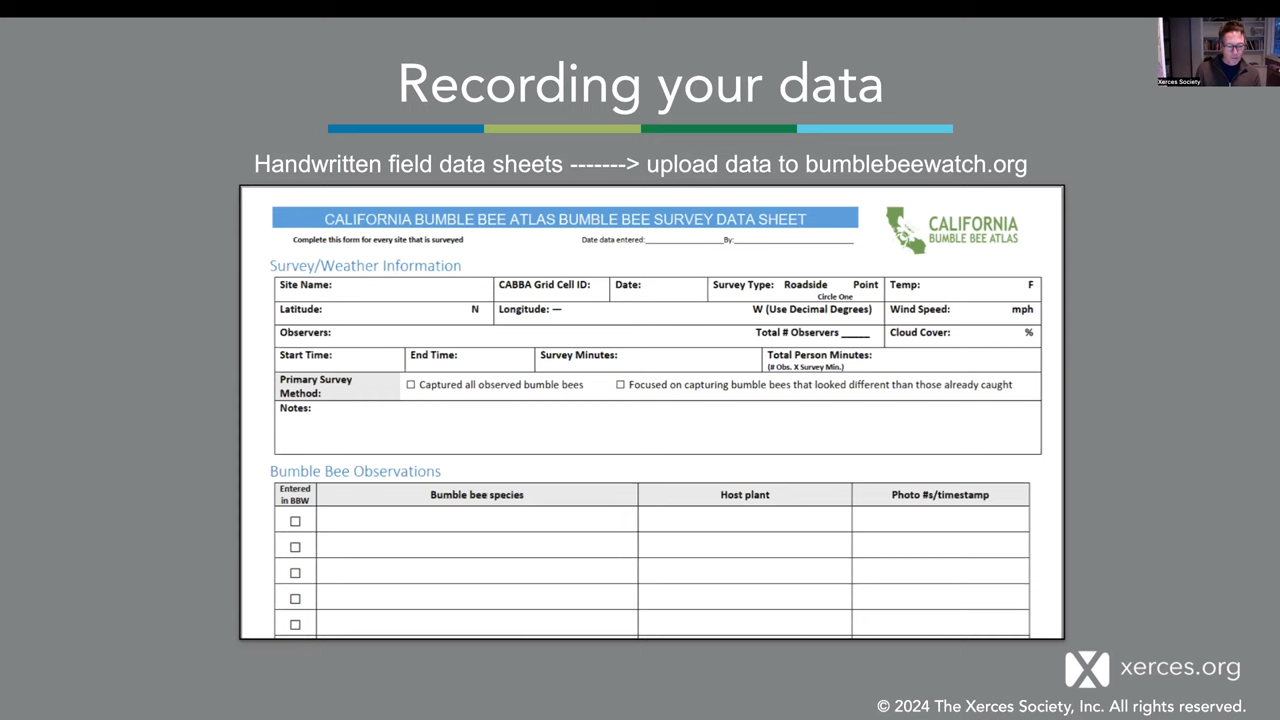 Xerces Society
Recording your data
Handwritten field data sheets -------> upload data to bumblebeewatch.org
CALIFORNIA BUMBLE BEE ATLAS BUMBLE BEE SURVEY DATA SHEET
CALIFORNIA
BUMBLE BEE ATLAS
Complete this form for every site that is surveyed Date data entered:_______________By:_______________________
Survey/Weather Information
Site Name: CABBA Grid Cell ID: Date: Survey Type: Roadside Point Temp: F
Circle One
Latitude: N Longitude: — W (Use Decimal Degrees) Wind Speed: mph
Observers: Total # Observers _____ Cloud Cover: %
Start Time: End Time: Survey Minutes: Total Person Minutes:
(# Obs. X Survey Min.)
Primary Survey
Method: ☐ Captured all observed bumble bees ☐ Focused on capturing bumble bees that looked different than those already caught
Notes:
Bumble Bee Observations
Entered
in BBW Bumble bee species Host plant Photo #s/timestamp
xerces.org
© 2024 The Xerces Society, Inc. All rights reserved.